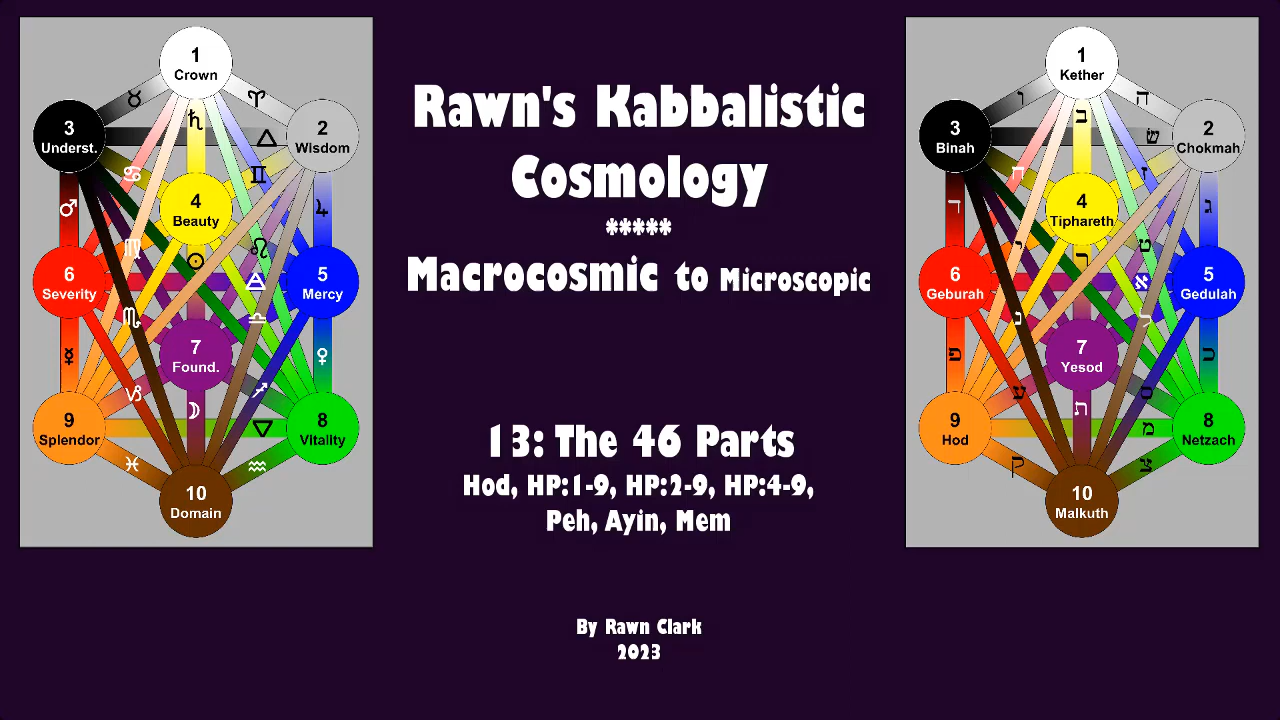 1
Crown
♉ ♈
♄
3
Underst.
2
Wisdom
△
♋ ♊
4
Beauty
♂ ♃
♍ ♌
☉
6
Severity
5
Mercy
♏ ♎
7
Found.
☿ ♀
♑ ♐
☽
9
Splendor
8
Vitality
▽
♓ ♒
10
Domain
Rawn's Kabbalistic
Cosmology
*****
Macrocosmic to Microscopic
13: The 46 Parts
Hod, HP:1-9, HP:2-9, HP:4-9,
Peh, Ayin, Mem
By Rawn Clark
2023
1
Kether
ו ה
ב
3
Binah
2
Chokmah
ש
ח ז
4
Tiphareth
ד ג
י ט
ר
6
Geburah
5
Gedulah
א
נ ל
7
Yesod
פ כ
ע ס
ת
9
Hod
8
Netzach
מ
ק צ
10
Malkuth